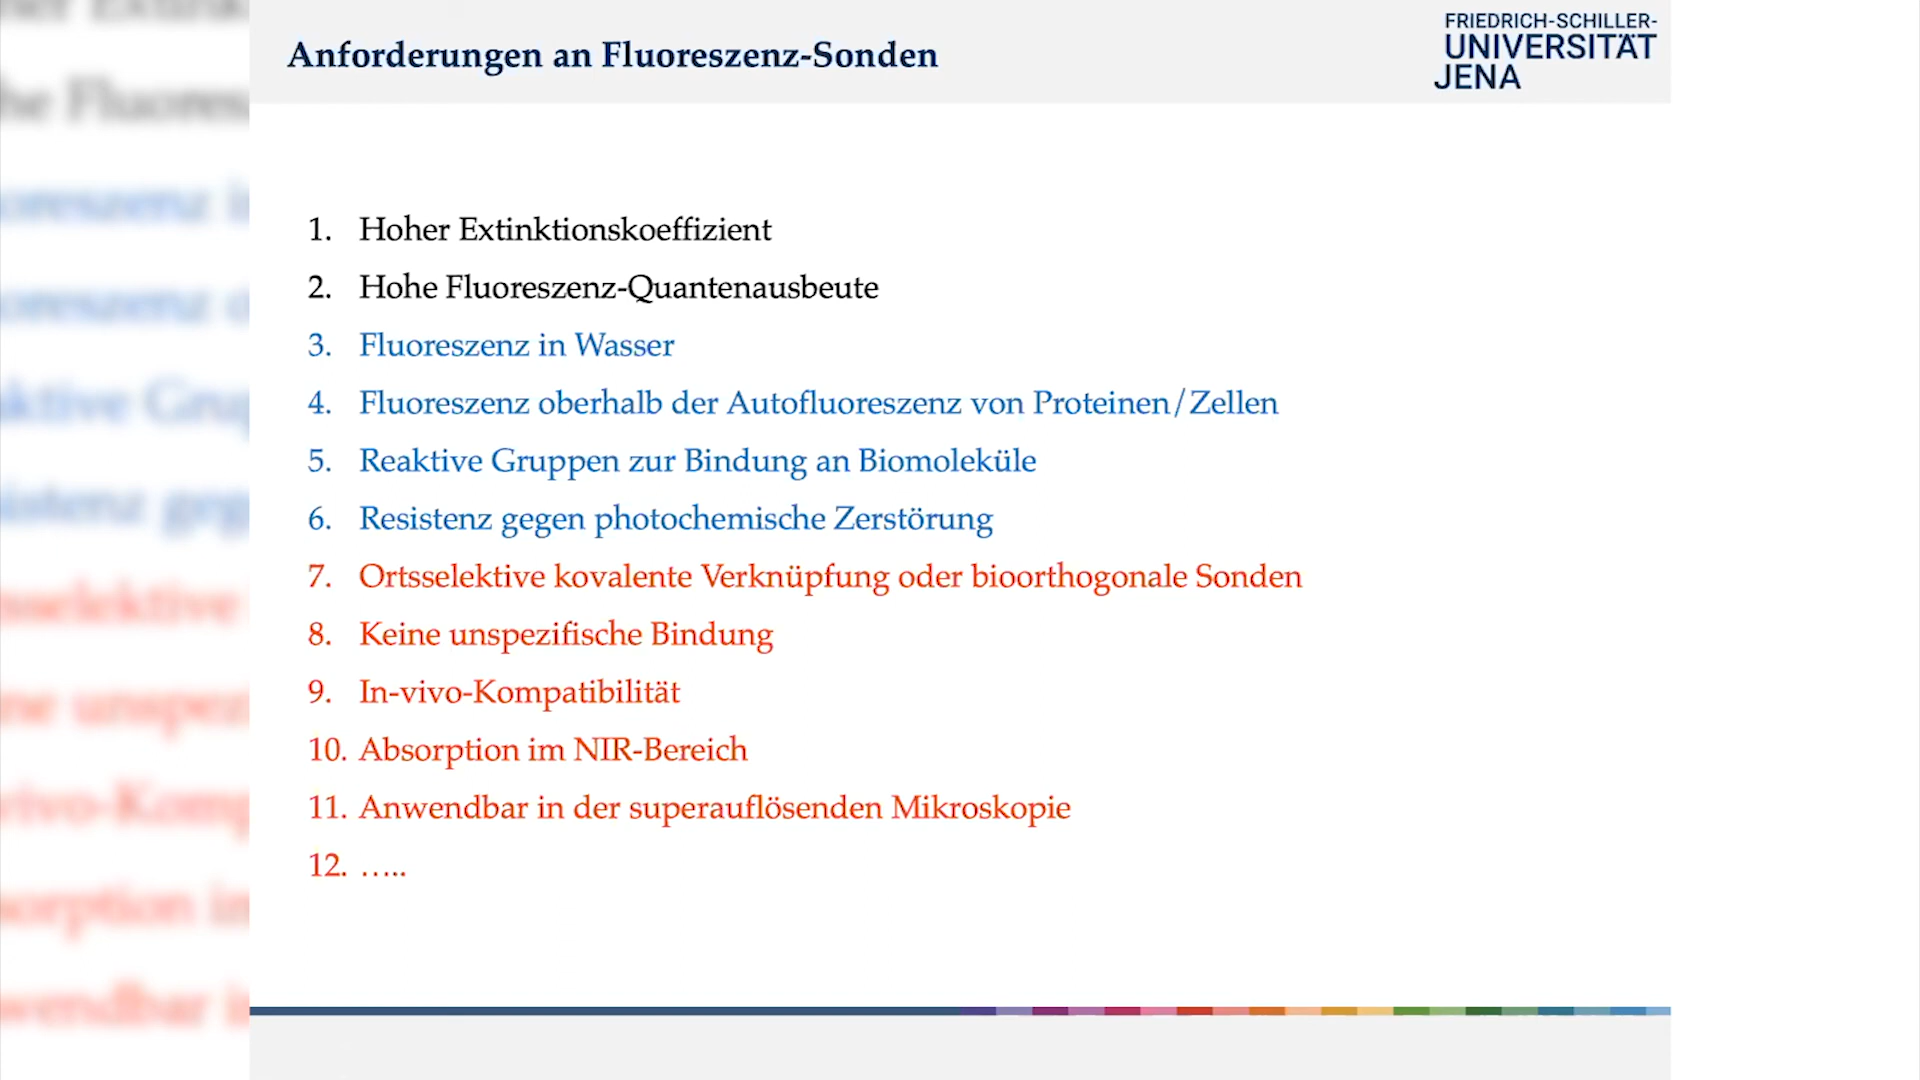 Anforderungen an Fluoreszenz-Sonden
FRIEDRICH-SCHILLER-
UNIVERSITÄT
JENA
1. Hoher Extinktionskoeffizient
2. Hohe Fluoreszenz-Quantenausbeute
3. Fluoreszenz in Wasser
4. Fluoreszenz oberhalb der Autofluoreszenz von Proteinen/Zellen
5. Reaktive Gruppen zur Bindung an Biomoleküle
6. Resistenz gegen photochemische Zerstörung
7. Ortsselektive kovalente Verknüpfung oder bioorthogonale Sonden
8. Keine unspezifische Bindung
9. In-vivo-Kompatibilität
10. Absorption im NIR-Bereich
11. Anwendbar in der superauflösenden Mikroskopie
12. …..